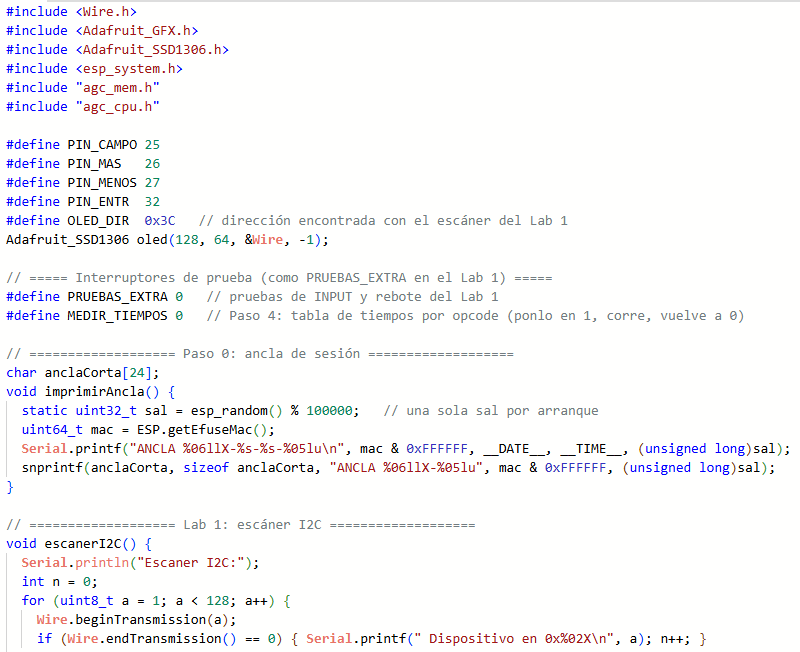 #include <Wire.h>
#include <Adafruit_GFX.h>
#include <Adafruit_SSD1306.h>
#include <esp_system.h>
#include "agc_mem.h"
#include "agc_cpu.h"

#define PIN_CAMPO 25
#define PIN_MAS   26
#define PIN_MENOS 27
#define PIN_ENTR  32
#define OLED_DIR  0x3C   // dirección encontrada con el escáner del Lab 1
Adafruit_SSD1306 oled(128, 64, &Wire, -1);

// ===== Interruptores de prueba (como PRUEBAS_EXTRA en el Lab 1) =====
#define PRUEBAS_EXTRA 0   // pruebas de INPUT y rebote del Lab 1
#define MEDIR_TIEMPOS 0   // Paso 4: tabla de tiempos por opcode (ponlo en 1, corre, vuelve a 0)

// =================== Paso 0: ancla de sesión ===================
char anclaCorta[24];
void imprimirAncla() {
  static uint32_t sal = esp_random() % 100000;   // una sola sal por arranque
  uint64_t mac = ESP.getEfuseMac();
  Serial.printf("ANCLA %06llX-%s-%s-%05lu\n", mac & 0xFFFFFF, __DATE__, __TIME__, (unsigned long)sal);
  snprintf(anclaCorta, sizeof anclaCorta, "ANCLA %06llX-%05lu", mac & 0xFFFFFF, (unsigned long)sal);
}

// =================== Lab 1: escáner I2C ===================
void escanerI2C() {
  Serial.println("Escaner I2C:");
  int n = 0;
  for (uint8_t a = 1; a < 128; a++) {
    Wire.beginTransmission(a);
    if (Wire.endTransmission() == 0) { Serial.printf(" Dispositivo en 0x%02X\n", a); n++; }